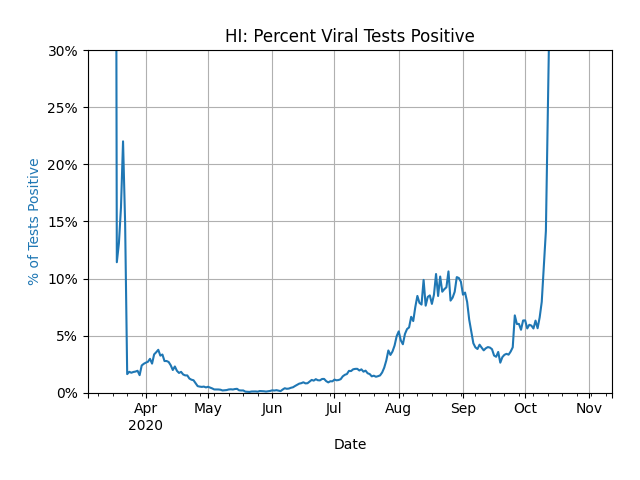 HI: Percent Viral Tests Positive
30%
25%
20%
15%
10%
5%
0%
% of Tests Positive
Apr May Jun Jul Aug Sep Oct Nov
2020
Date